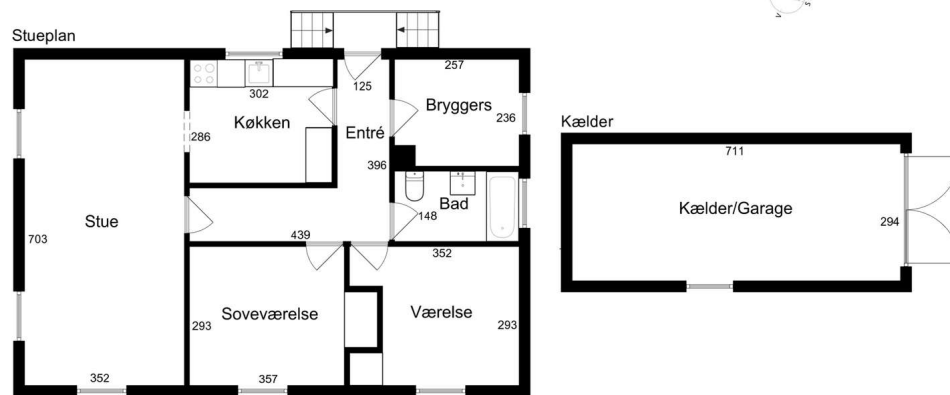 V
S
Stueplan
257
302
125
Bryggers
236
Kælder
Køkken
286
Entré
711
396
Kælder/Garage
Stue
Bad
148
294
703
439
352
Soveværelse
Værelse
293
293
352
357